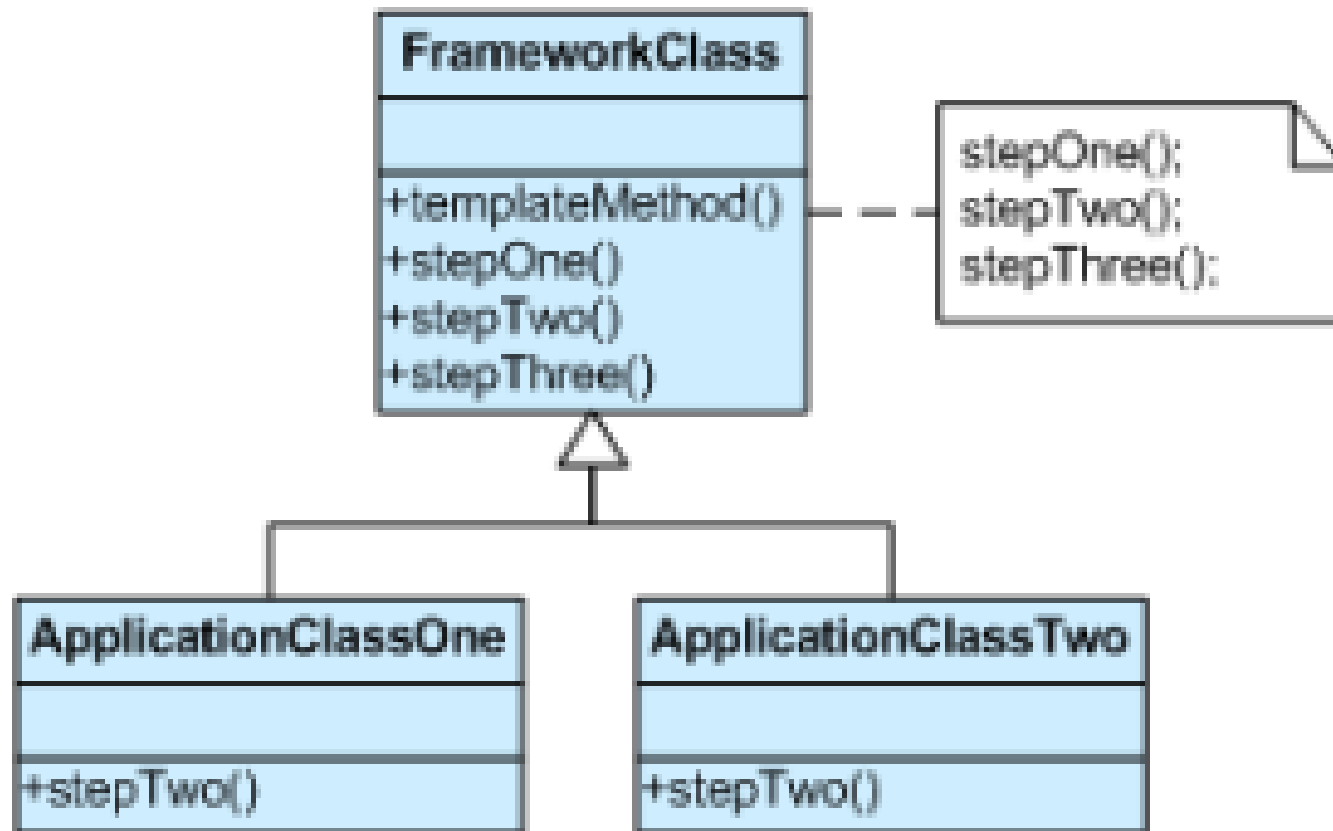 FrameworkClass
+templateMethod()
+stepOne()
+stepTwo()
+stepThree()
stepOne();
stepTwo();
stepThree();
ApplicationClassOne
+stepTwo()
ApplicationClassTwo
+stepTwo()